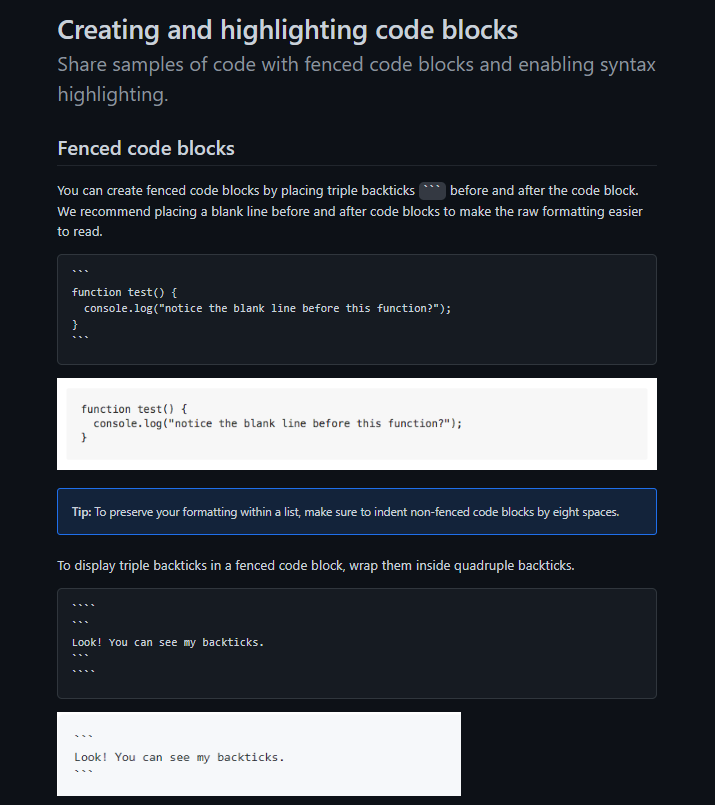 Creating and highlighting code blocks
Share samples of code with fenced code blocks and enabling syntax
highlighting.
Fenced code blocks
You can create fenced code blocks by placing triple backticks ``` before and after the code block.
We recommend placing a blank line before and after code blocks to make the raw formatting easier
to read.
```
function test() {
  console.log("notice the blank line before this function?");
}
```
function test() {
  console.log("notice the blank line before this function?");
}
Tip: To preserve your formatting within a list, make sure to indent non-fenced code blocks by eight spaces.
To display triple backticks in a fenced code block, wrap them inside quadruple backticks.
````
```
Look! You can see my backticks.
```
````
```
Look! You can see my backticks.
```